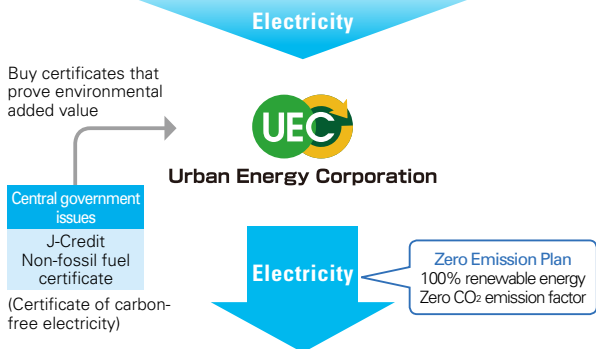 Electricity
Buy certificates that
prove environmental
added value
UEC
Urban Energy Corporation
Central government
issues
J-Credit
Non-fossil fuel
certificate
(Certificate of carbon-
free electricity)
Electricity
Zero Emission Plan
100% renewable energy
Zero CO₂ emission factor